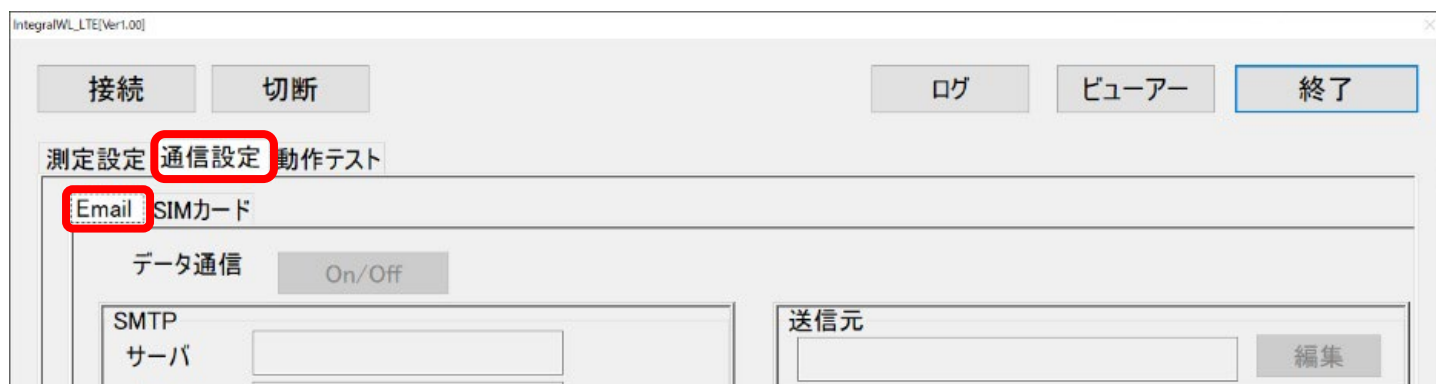 IntegralWL_LTE[Ver1.00]
接続 切断 ログ ビューアー 終了
測定設定 通信設定 動作テスト
Email SIMカード
データ通信 On/Off
SMTP 送信元
サーバ 編集